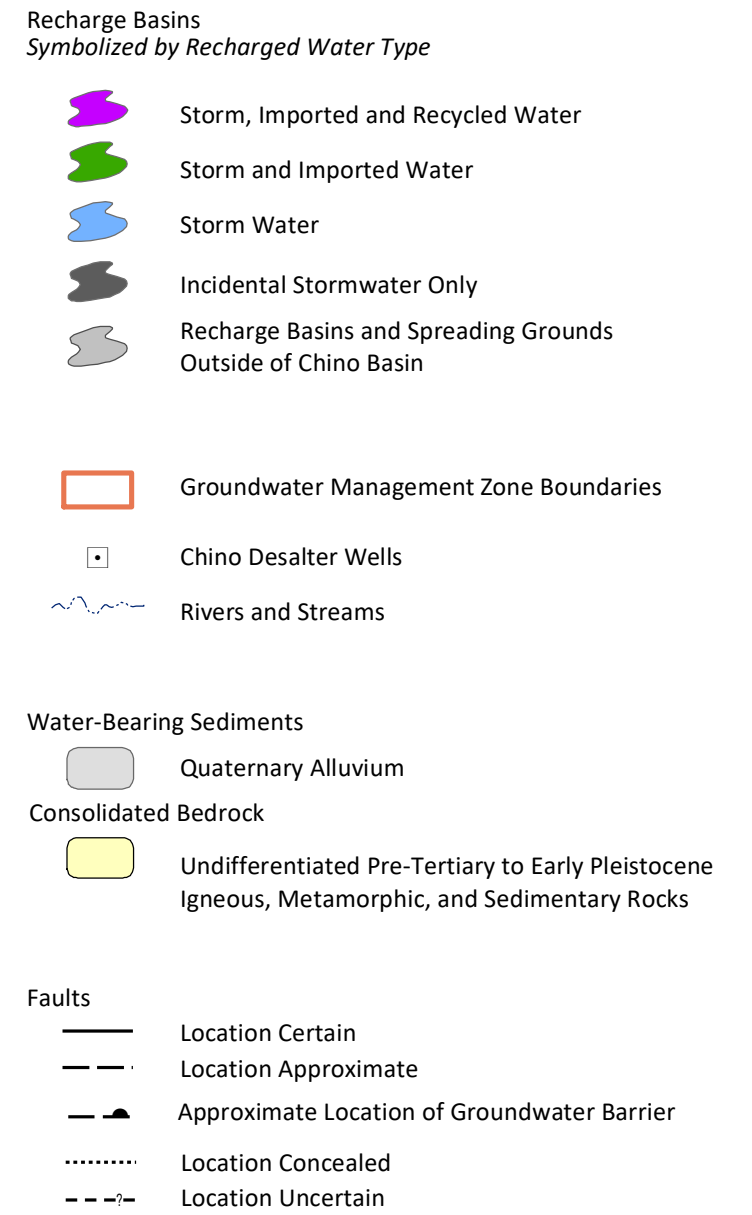 Recharge Basins
Symbolized by Recharged Water Type
Storm, Imported and Recycled Water
Storm and Imported Water
Storm Water
Incidental Stormwater Only
Recharge Basins and Spreading Grounds
Outside of Chino Basin
Groundwater Management Zone Boundaries
Chino Desalter Wells
Rivers and Streams
Water-Bearing Sediments
Quaternary Alluvium
Consolidated Bedrock
Undifferentiated Pre-Tertiary to Early Pleistocene
Igneous, Metamorphic, and Sedimentary Rocks
Faults
Location Certain
Location Approximate
Approximate Location of Groundwater Barrier
Location Concealed
? Location Uncertain